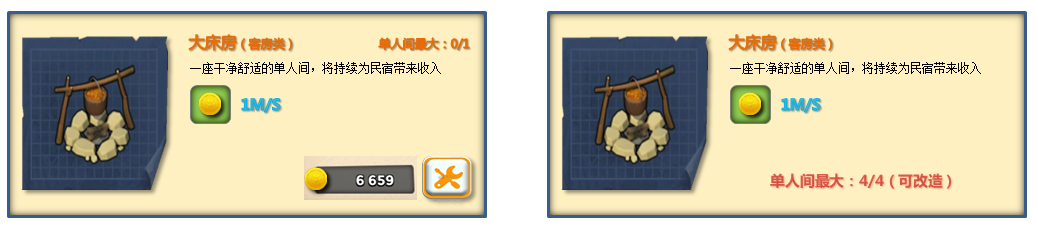 大床房（客房类） 单人间最大：0/1
一座干净舒适的单人间，将持续为民宿带来收入
1M/S
6 659
大床房（客房类）
一座干净舒适的单人间，将持续为民宿带来收入
1M/S
单人间最大：4/4（可改造）